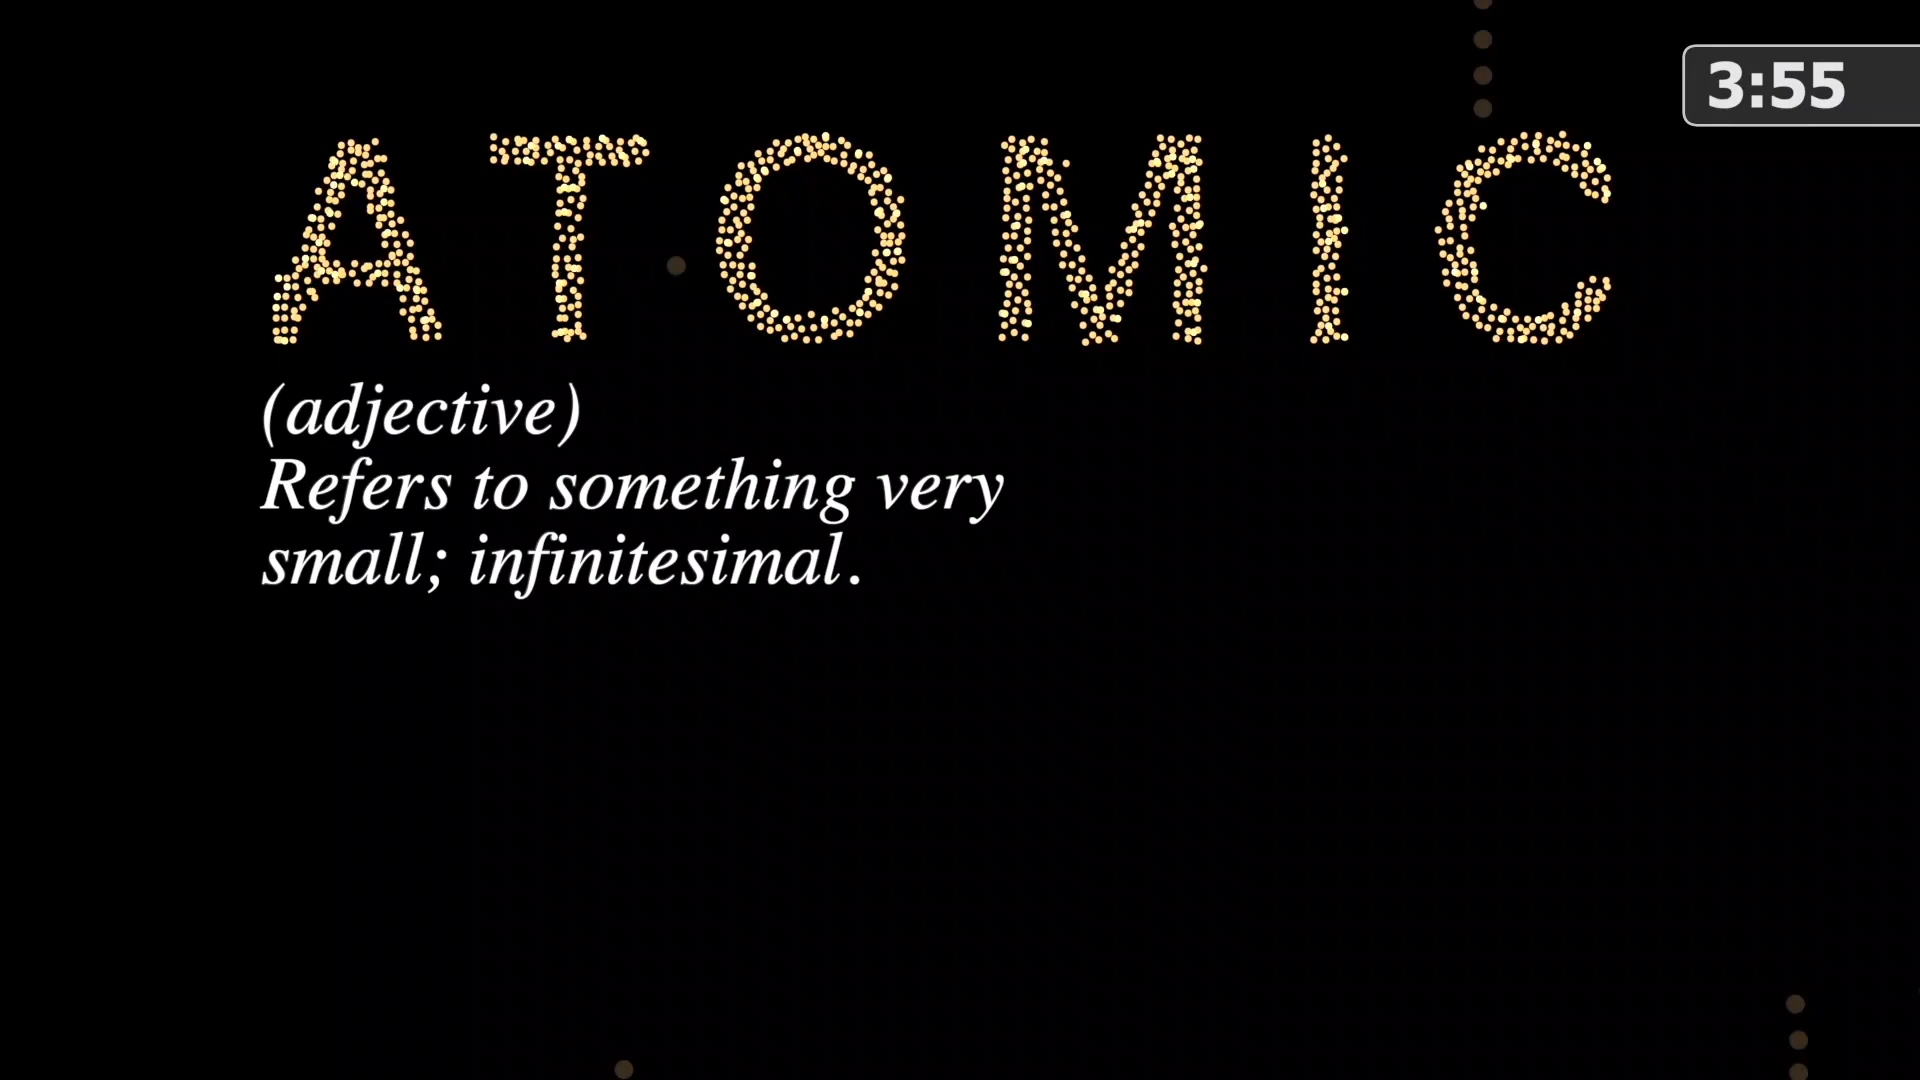 3:55
ATOMIC
(adjective)
Refers to something very
small; infinitesimal.